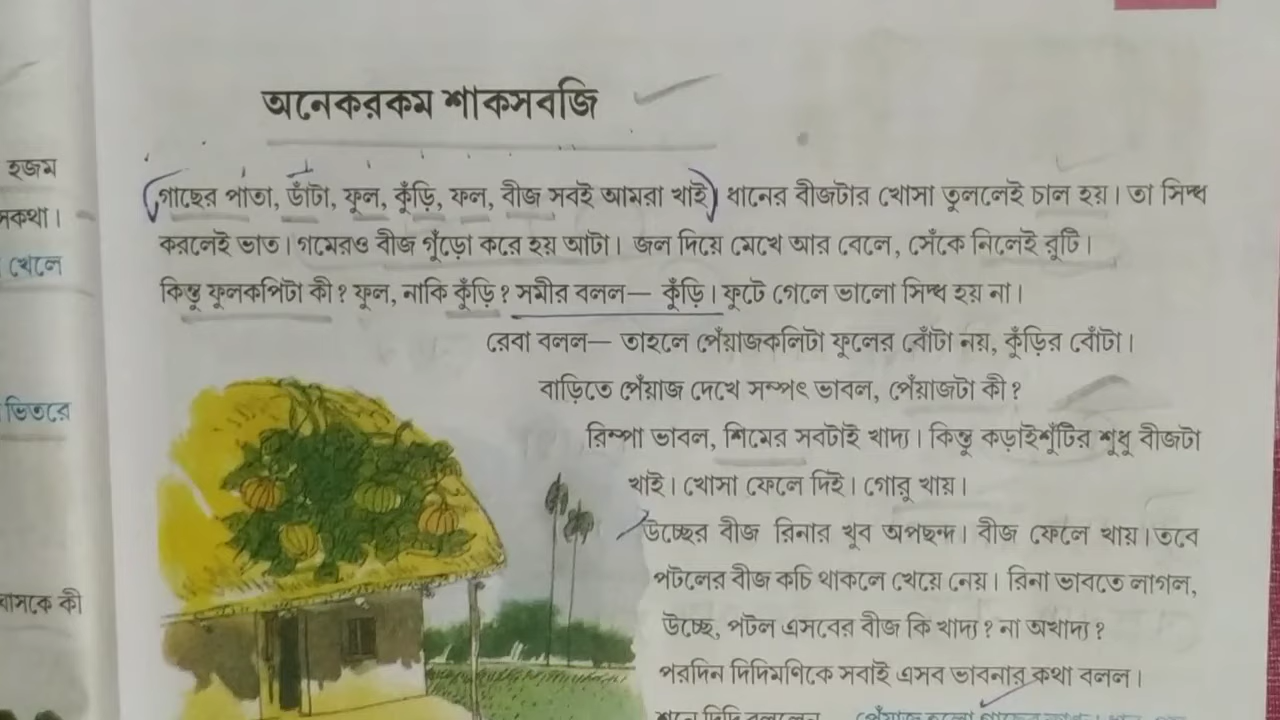 অনেকরকম শাকসবজি
হজম
গাছের পাতা, ডাঁটা, ফুল, কুঁড়ি, ফল, বীজ সবই আমরা খাই। ধানের বীজটার খোসা তুললেই চাল হয়। তা সিদ্ধ
করলেই ভাত। গমেরও বীজ গুঁড়ো করে হয় আটা। জল দিয়ে মেখে আর বেলে, সেঁকে নিলেই রুটি।
খেলে
কিন্তু ফুলকপিটা কী? ফুল, নাকি কুঁড়ি? সমীর বলল— কুঁড়ি। ফুটে গেলে ভালো সিদ্ধ হয় না।
রেবা বলল— তাহলে পেঁয়াজকলিটা ফুলের বোঁটা নয়, কুঁড়ির বোঁটা।
বাড়িতে পেঁয়াজ দেখে সম্পৎ ভাবল, পেঁয়াজটা কী?
ভিতরে
রিম্পা ভাবল, শিমের সবটাই খাদ্য। কিন্তু কড়াইশুঁটির শুধু বীজটা
খাই। খোসা ফেলে দিই। গোরু খায়।
উচ্ছের বীজ রিনার খুব অপছন্দ। বীজ ফেলে খায়। তবে
পটলের বীজ কচি থাকলে খেয়ে নেয়। রিনা ভাবতে লাগল,
কী
উচ্ছে, পটল এসবের বীজ কি খাদ্য? না অখাদ্য?
পরদিন দিদিমণিকে সবাই এসব ভাবনার কথা বলল।